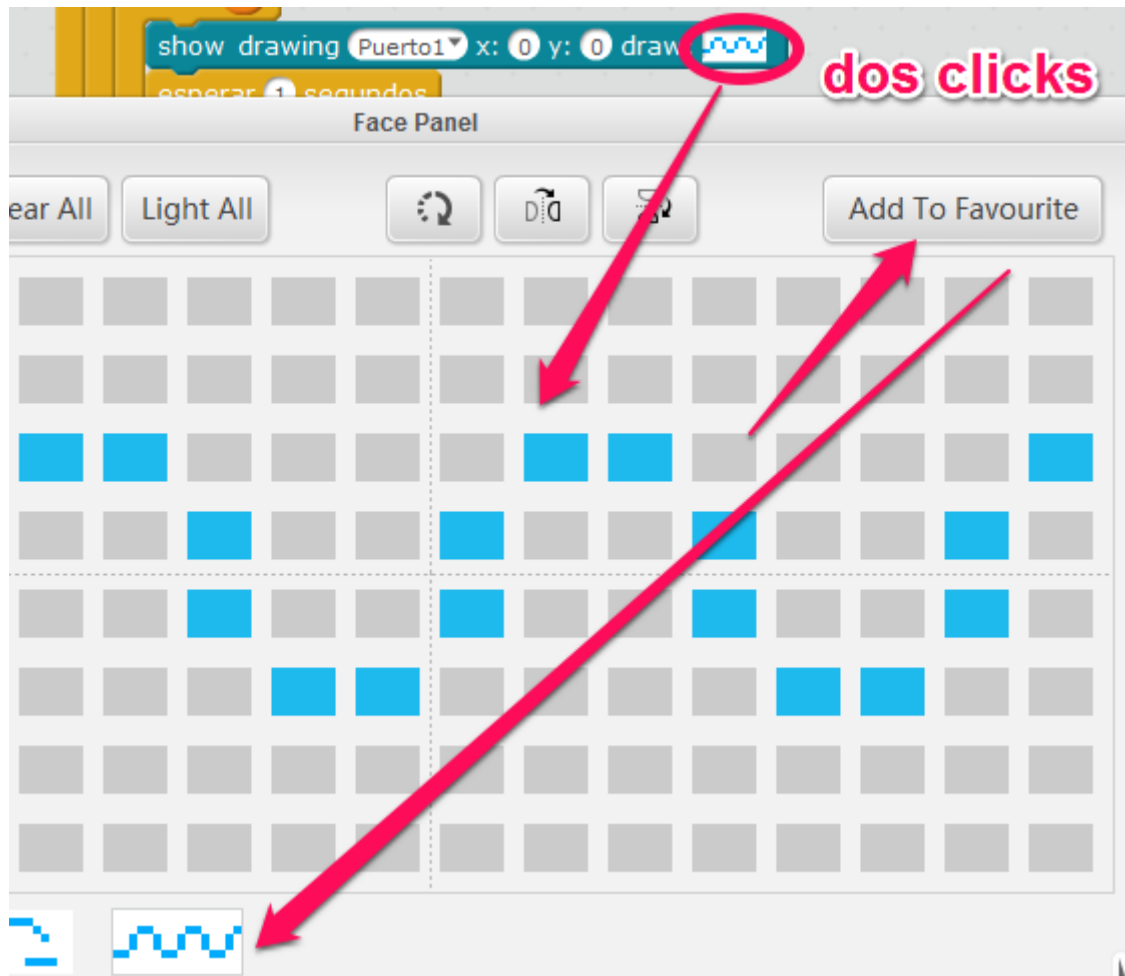 show drawing Puerto1 x: 0 y: 0 draw:
dos clicks
esperar 1 segundos
Face Panel
ear All
Light All
Add To Favourite